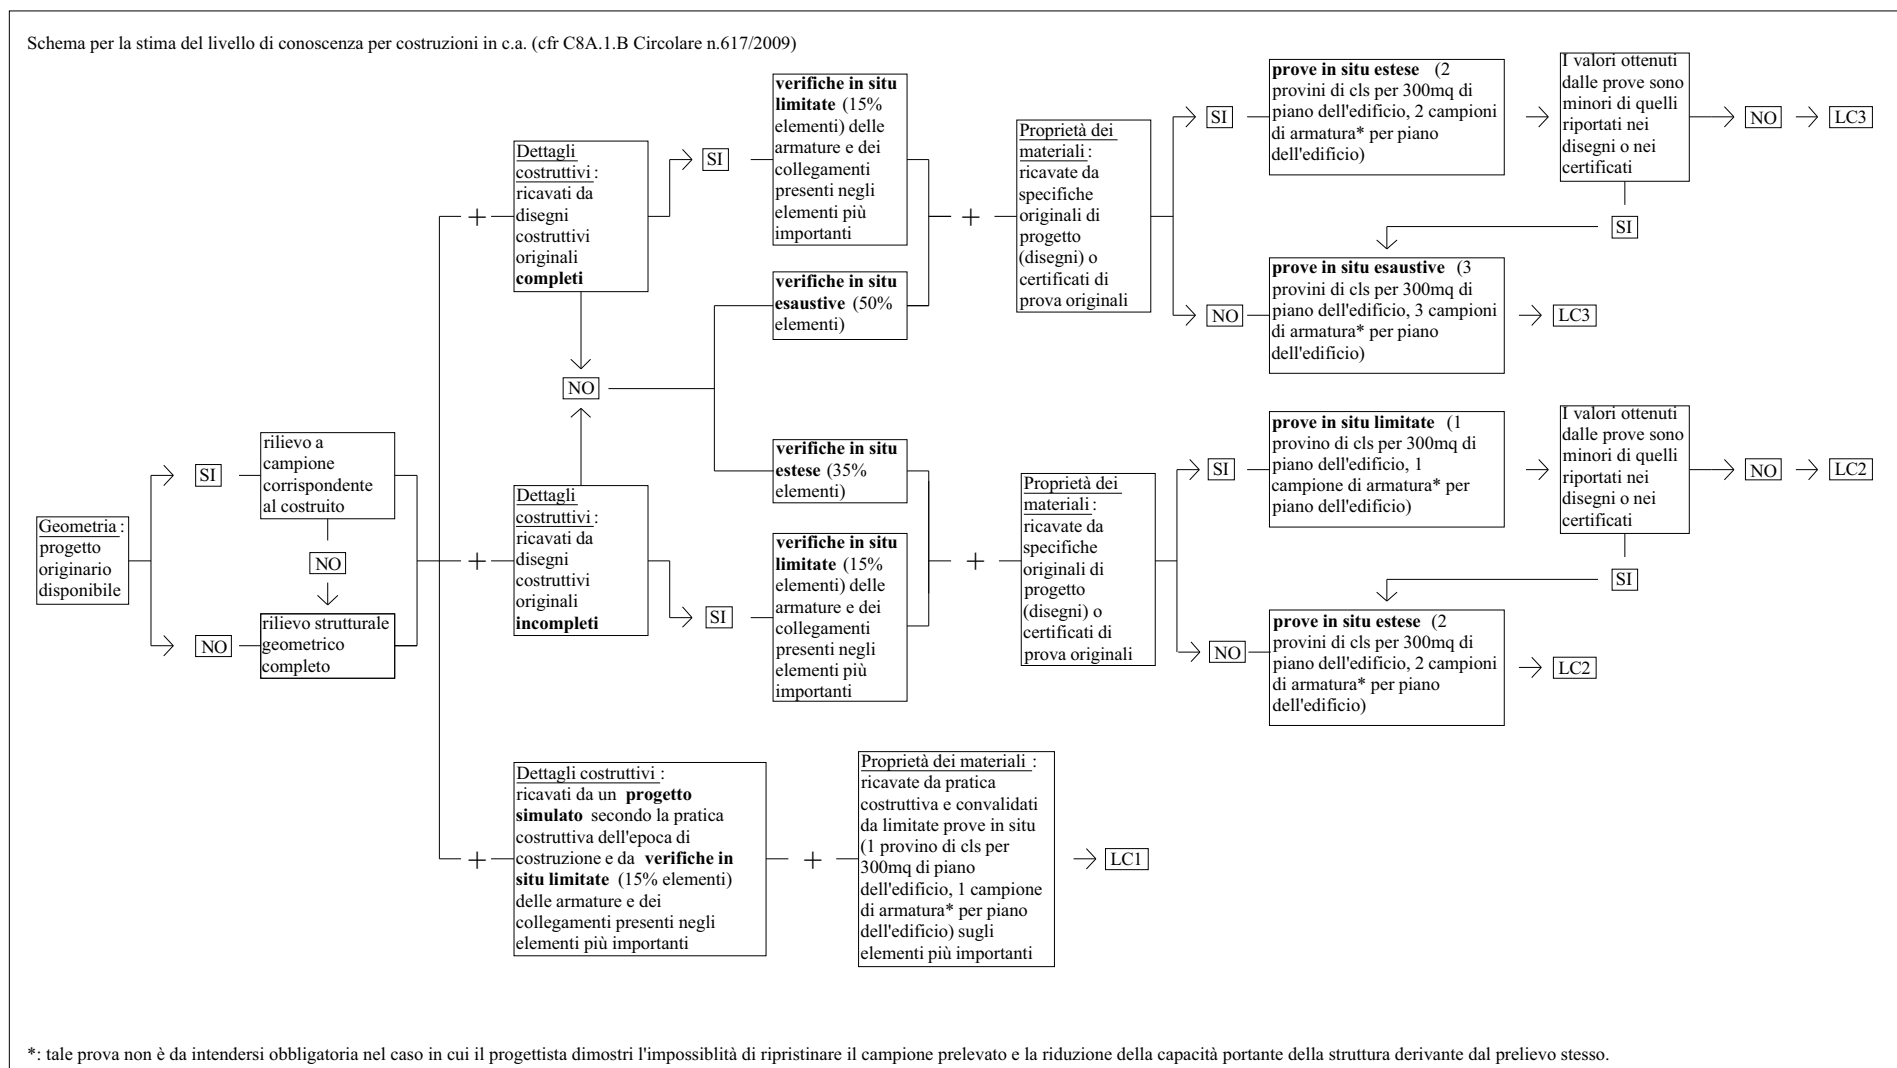 Schema per la stima del livello di conoscenza per costruzioni in c.a. (cfr C8A.1.B Circolare n.617/2009)
Geometria :
progetto
originario
disponibile
SI
NO
rilievo a
campione
corrispondente
al costruito
NO
rilievo strutturale
geometrico
completo
+
Dettagli
costruttivi :
ricavati da
disegni
costruttivi
originali
completi
SI
NO
+
Dettagli
costruttivi :
ricavati da
disegni
costruttivi
originali
incompleti
SI
verifiche in situ
limitate (15%
elementi) delle
armature e dei
collegamenti
presenti negli
elementi più
importanti
verifiche in situ
esaustive (50%
elementi)
verifiche in situ
estese (35%
elementi)
verifiche in situ
limitate (15%
elementi) delle
armature e dei
collegamenti
presenti negli
elementi più
importanti
+
Proprietà dei
materiali :
ricavate da
specifiche
originali di
progetto
(disegni) o
certificati di
prova originali
SI
NO
prove in situ estese (2
provini di cls per 300mq di
piano dell'edificio, 2 campioni
di armatura* per piano
dell'edificio)
I valori ottenuti
dalle prove sono
minori di quelli
riportati nei
disegni o nei
certificati
NO
LC3
SI
prove in situ esaustive (3
provini di cls per 300mq di
piano dell'edificio, 3 campioni
di armatura* per piano
dell'edificio)
LC3
+
Proprietà dei
materiali :
ricavate da
specifiche
originali di
progetto
(disegni) o
certificati di
prova originali
SI
NO
prove in situ limitate (1
provino di cls per 300mq di
piano dell'edificio, 1
campione di armatura* per
piano dell'edificio)
I valori ottenuti
dalle prove sono
minori di quelli
riportati nei
disegni o nei
certificati
NO
LC2
SI
prove in situ estese (2
provini di cls per 300mq di
piano dell'edificio, 2 campioni
di armatura* per piano
dell'edificio)
LC2
+
Dettagli costruttivi :
ricavati da un progetto
simulato secondo la pratica
costruttiva dell'epoca di
costruzione e da verifiche in
situ limitate (15% elementi)
delle armature e dei
collegamenti presenti negli
elementi più importanti
+
Proprietà dei materiali :
ricavate da pratica
costruttiva e convalidati
da limitate prove in situ
(1 provino di cls per
300mq di piano
dell'edificio, 1 campione
di armatura* per piano
dell'edificio) sugli
elementi più importanti
LC1
*: tale prova non è da intendersi obbligatoria nel caso in cui il progettista dimostri l'impossiblità di ripristinare il campione prelevato e la riduzione della capacità portante della struttura derivante dal prelievo stesso.